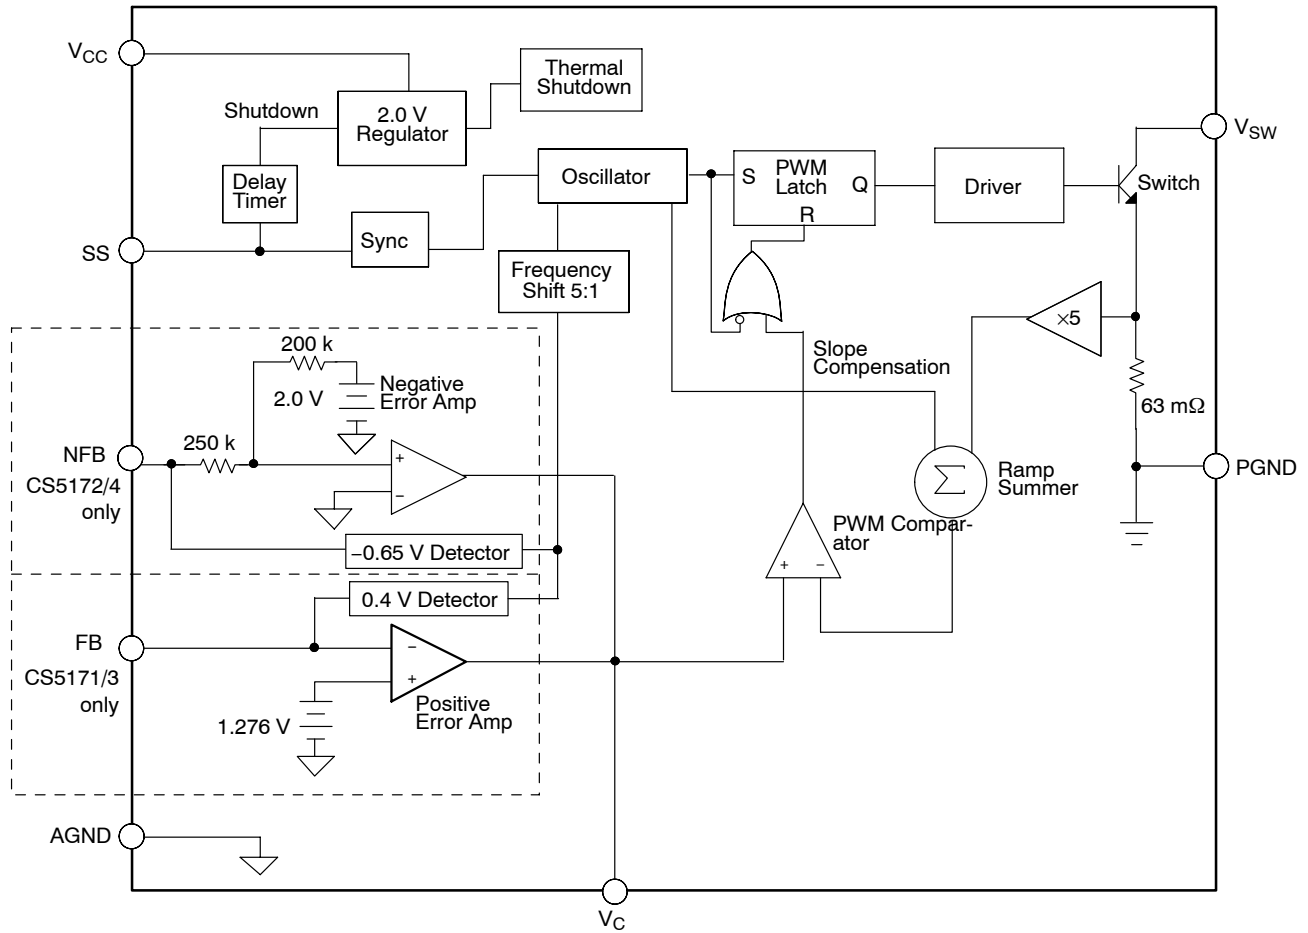 VCC
Thermal
Shutdown
Shutdown
2.0 V
Regulator
VSW
Delay
Timer
Oscillator
S
PWM
Latch
Q
R
Driver
Switch
SS
Sync
Frequency
Shift 5:1
×5
200 k
Slope
Compensation
2.0 V
Negative
Error Amp
63 mΩ
250 k
NFB
CS5172/4
only
+
−
Σ
Ramp
Summer
PGND
PWM Compar-
ator
+ −
−0.65 V Detector
0.4 V Detector
FB
CS5171/3
only
−
+
Positive
Error Amp
1.276 V
AGND
VC